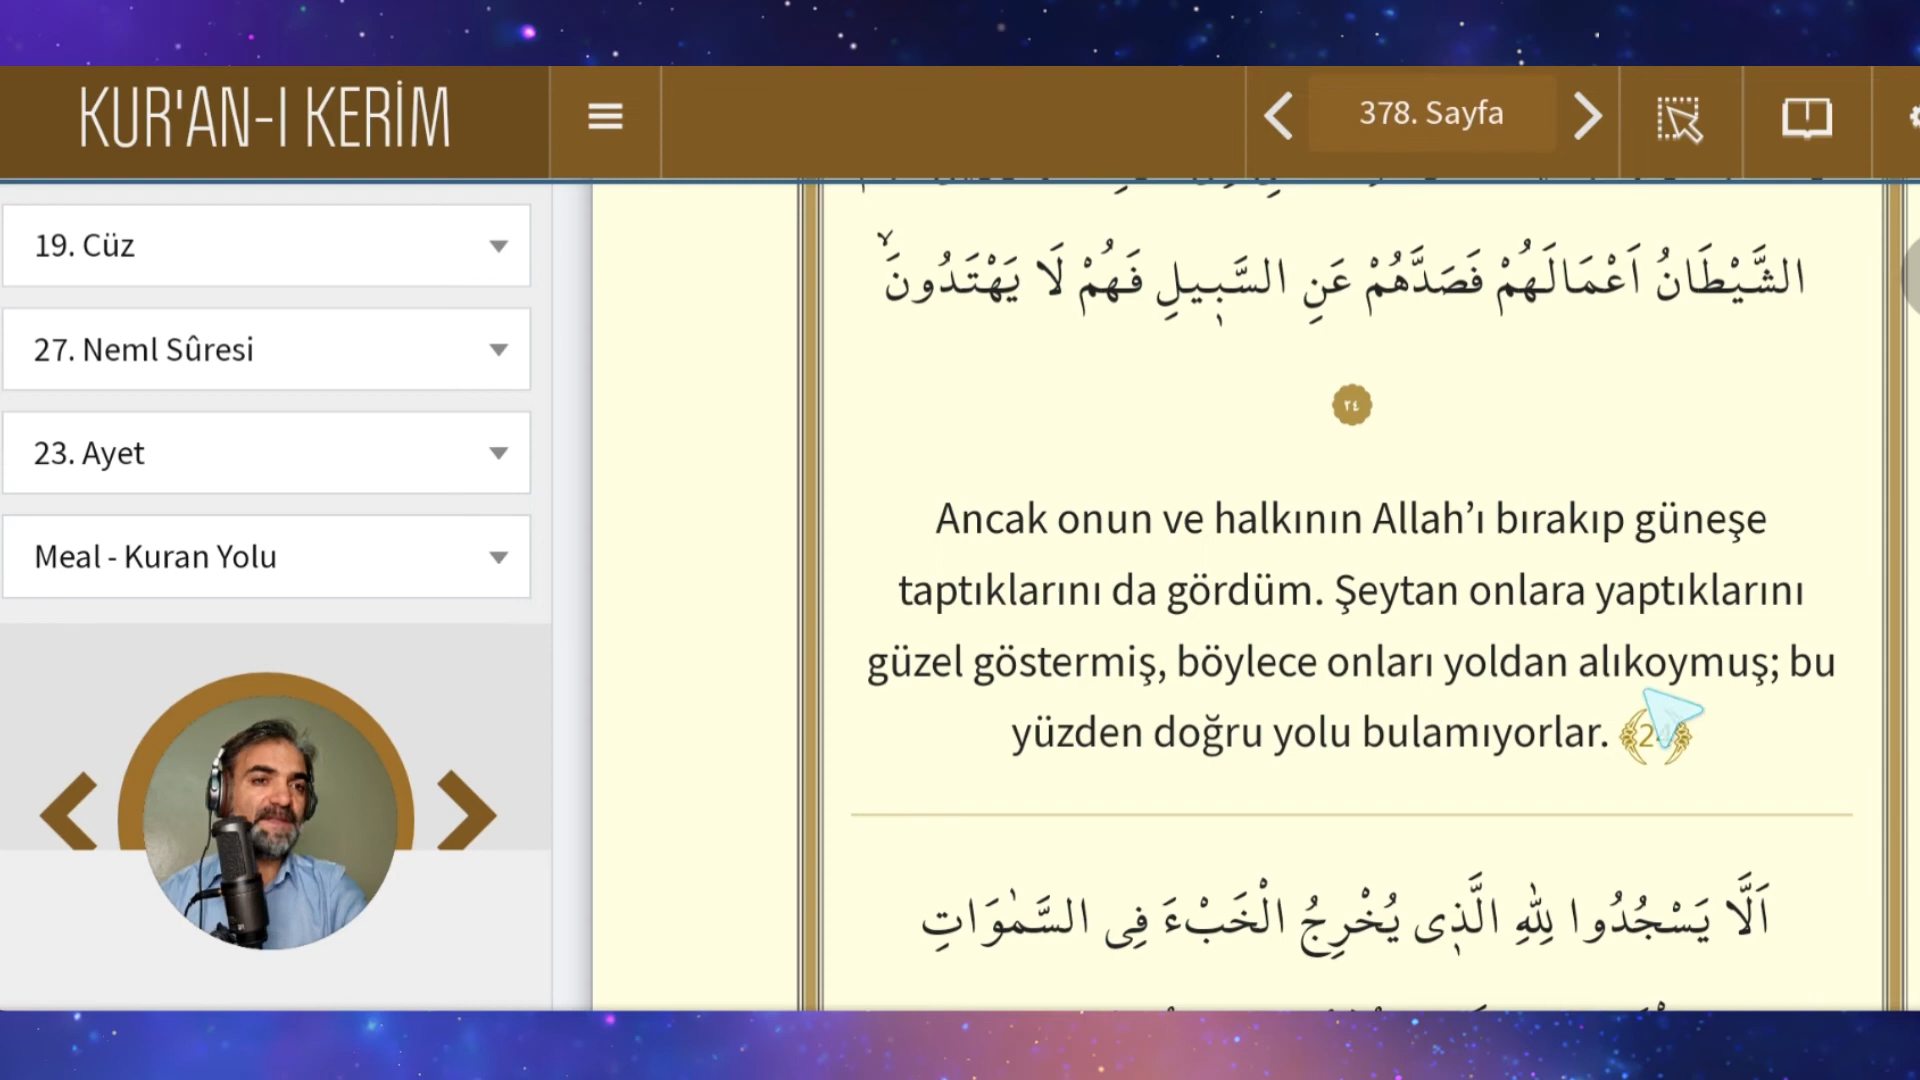 KUR'AN-I KERİM
378. Sayfa
19. Cüz
27. Neml Sûresi
23. Ayet
Meal - Kuran Yolu
الشَّيْطَانُ اَعْمَالَهُمْ فَصَدَّهُمْ عَنِ السَّب۪يلِ فَهُمْ لَا يَهْتَدُونَۙ
٢٤
Ancak onun ve halkının Allah’ı bırakıp güneşe
taptıklarını da gördüm. Şeytan onlara yaptıklarını
güzel göstermiş, böylece onları yoldan alıkoymuş; bu
yüzden doğru yolu bulamıyorlar.
اَلَّا يَسْجُدُوا لِلّٰهِ الَّذ۪ى يُخْرِجُ الْخَبْءَ فِى السَّمٰوَاتِ